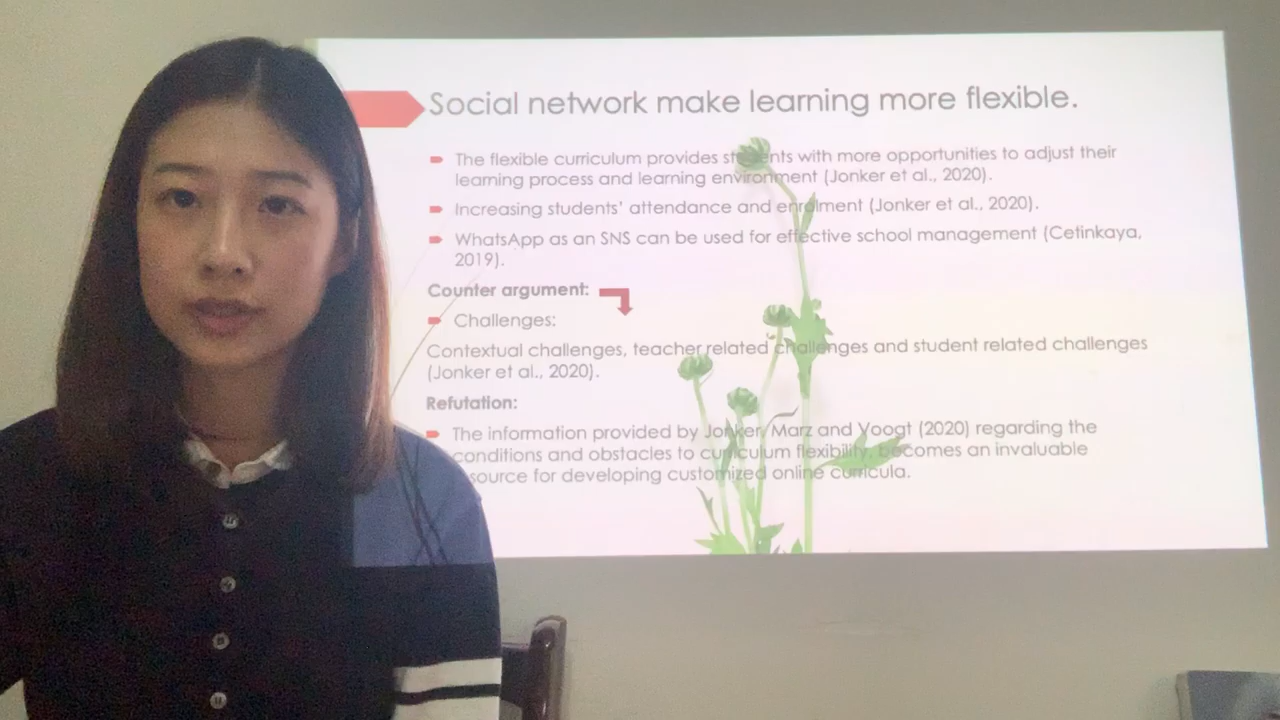 Social network make learning more flexible.
The flexible curriculum provides students with more opportunities to adjust their
learning process and learning environment (Jonker et al., 2020).
Increasing students' attendance and enrolment (Jonker et al., 2020).
WhatsApp as an SNS can be used for effective school management (Cetinkaya,
2019).
Counter argument:
Challenges:
Contextual challenges, teacher related challenges and student related challenges
(Jonker et al., 2020).
Refutation:
The information provided by Jonker, Marz and Voogt (2020) regarding the
conditions and obstacles to curriculum flexibility, becomes an invaluable
source for developing customized online curricula.